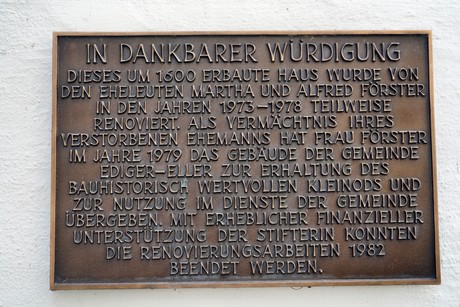 IN DANKBARER WÜRDIGUNG
DIESES UM 1600 ERBAUTE HAUS WURDE VON
DEN EHELEUTEN MARTHA UND ALFRED FÖRSTER
IN DEN JAHREN 1973-1978 TEILWEISE
RENOVIERT. ALS VERMÄCHTNIS IHRES
VERSTORBENEN EHEMANNS HAT FRAU FÖRSTER
IM JAHRE 1979 DAS GEBÄUDE DER GEMEINDE
EDIGER-ELLER ZUR ERHALTUNG DES
BAUHISTORISCH WERTVOLLEN KLEINODS UND
ZUR NUTZUNG IM DIENSTE DER GEMEINDE
ÜBERGEBEN. MIT ERHEBLICHER FINANZIELLER
UNTERSTÜTZUNG DER STIFTERIN KONNTEN
DIE RENOVIERUNGSARBEITEN 1982
BEENDET WERDEN.